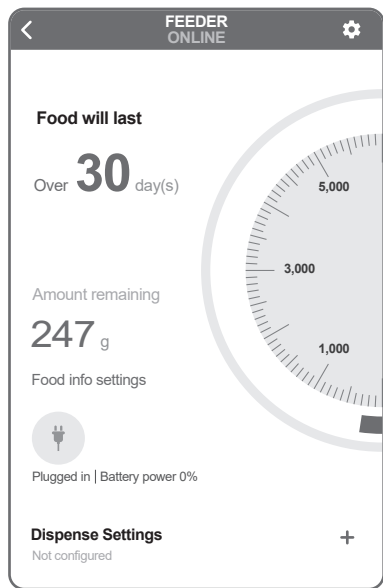 FEEDER
ONLINE
Food will last
Over 30 day(s)
5,000
3,000
Amount remaining
247 g
1,000
Food info settings
Plugged in | Battery power 0%
Dispense Settings +
Not configured